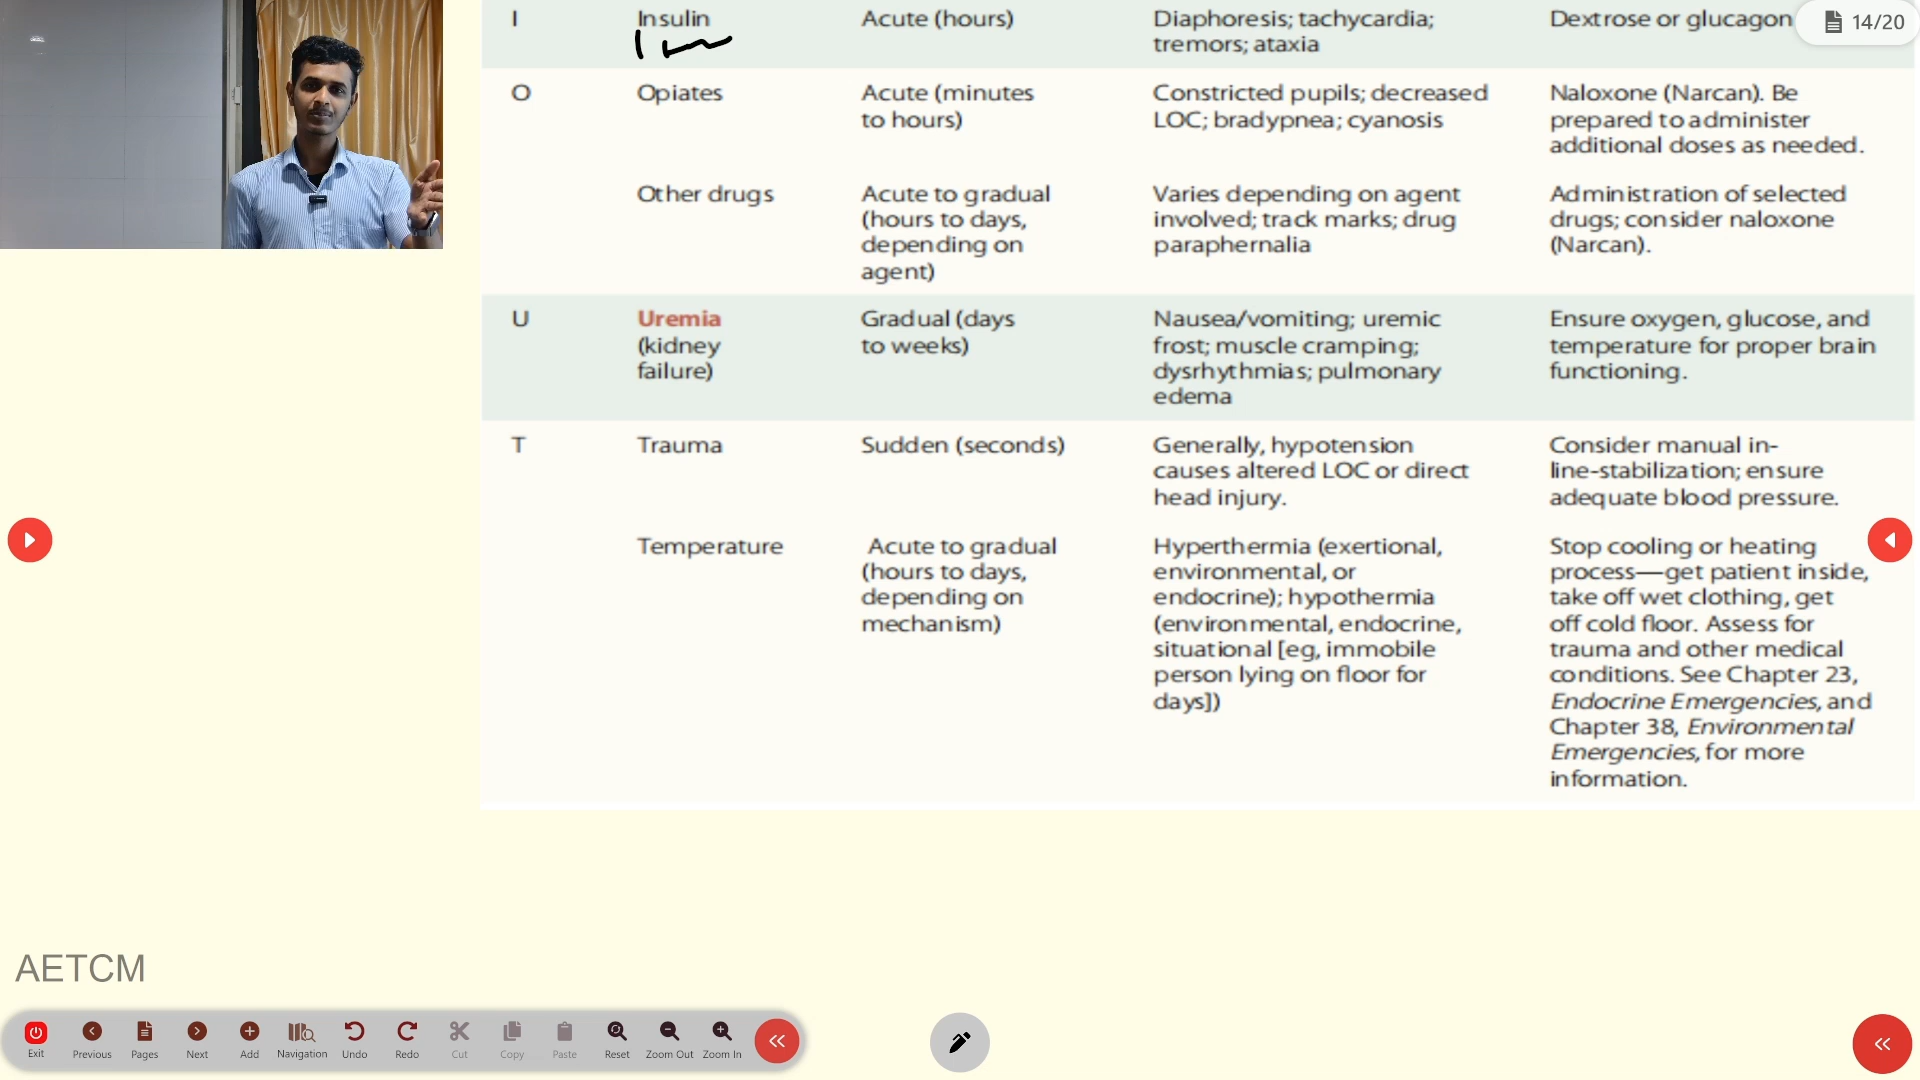 I Insulin Acute (hours) Diaphoresis; tachycardia; Dextrose or glucagon
tremors; ataxia
O Opiates Acute (minutes Constricted pupils; decreased Naloxone (Narcan). Be
to hours) LOC; bradypnea; cyanosis prepared to administer
additional doses as needed.
Other drugs Acute to gradual Varies depending on agent Administration of selected
(hours to days, involved; track marks; drug drugs; consider naloxone
depending on paraphernalia (Narcan).
agent)
U Uremia Gradual (days Nausea/vomiting; uremic Ensure oxygen, glucose, and
(kidney to weeks) frost; muscle cramping; temperature for proper brain
failure) dysrhythmias; pulmonary functioning.
edema
T Trauma Sudden (seconds) Generally, hypotension Consider manual in-
causes altered LOC or direct line-stabilization; ensure
head injury. adequate blood pressure.
Temperature Acute to gradual Hyperthermia (exertional, Stop cooling or heating
(hours to days, environmental, or process—get patient inside,
depending on endocrine); hypothermia take off wet clothing, get
mechanism) (environmental, endocrine, off cold floor. Assess for
situational [eg, immobile trauma and other medical
person lying on floor for conditions. See Chapter 23,
days]) Endocrine Emergencies, and
Chapter 38, Environmental
Emergencies, for more
information.
14/20
AETCM
Exit Previous Pages Next Add Navigation Undo Redo Cut Copy Paste Reset Zoom Out Zoom In